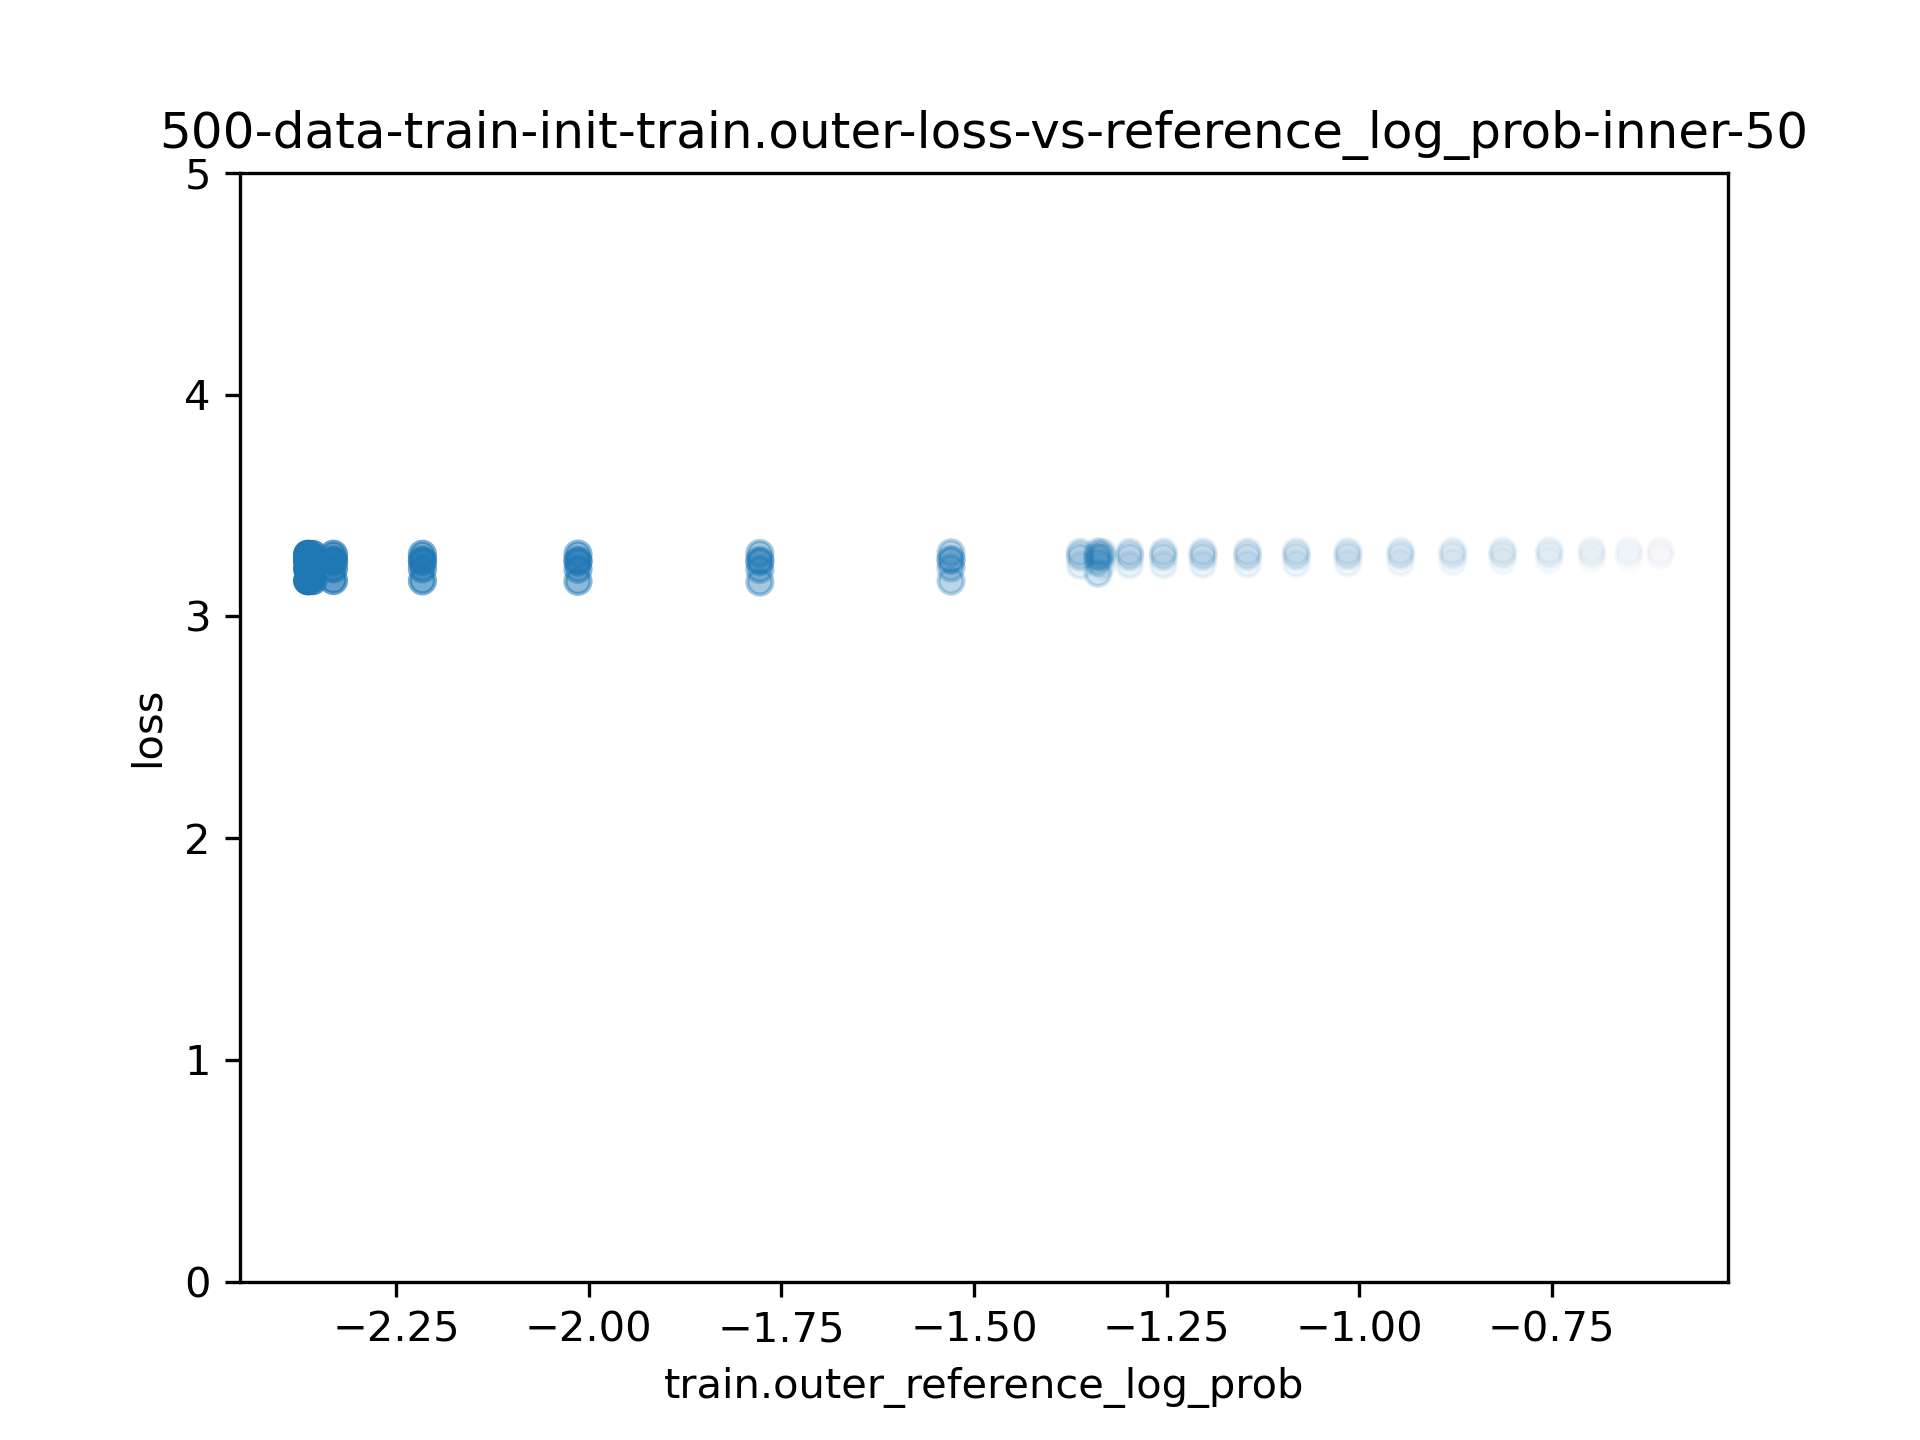 500-data-train-init-train.outer-loss-vs-reference_log_prob-inner-50
5
4
3
2
1
0
loss
−2.25 −2.00 −1.75 −1.50 −1.25 −1.00 −0.75
train.outer_reference_log_prob